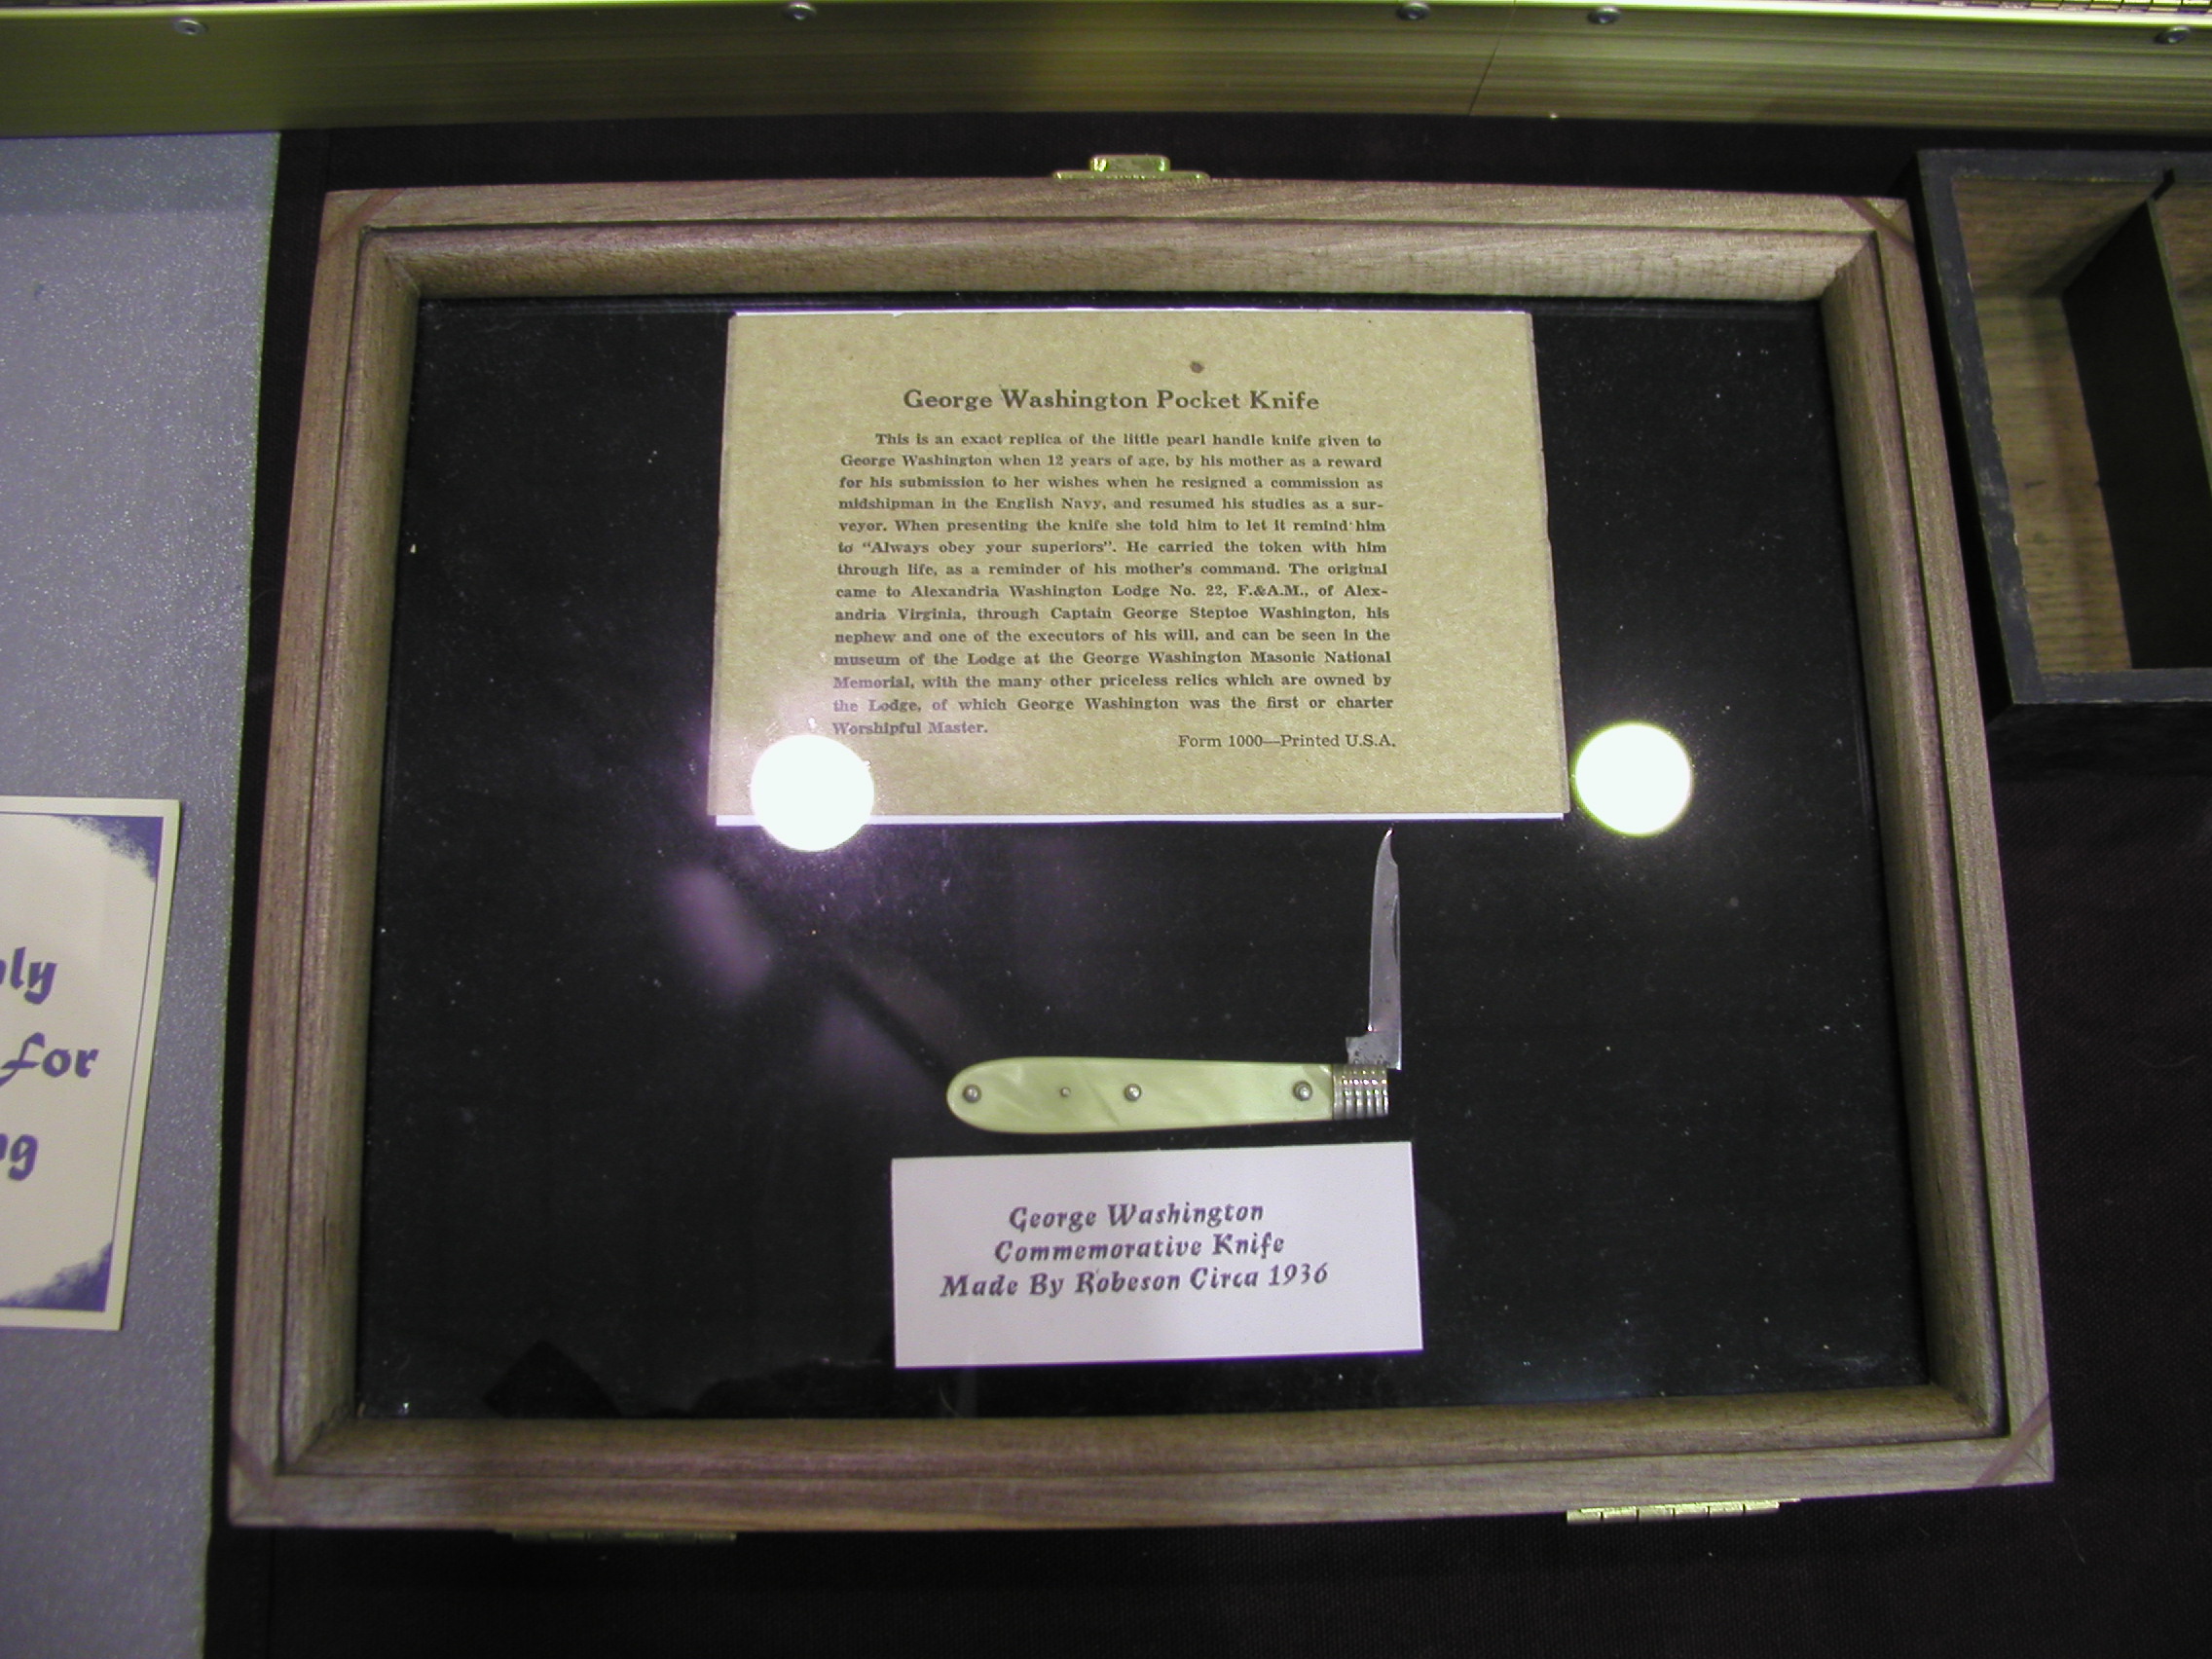 George Washington Pocket Knife
This is an exact replica of the little pearl handle knife given to
George Washington when 12 years of age, by his mother as a reward
for his submission to her wishes when he resigned a commission as
midshipman in the English Navy, and resumed his studies as a sur-
veyor. When presenting the knife she told him to let it remind him
to "Always obey your superiors". He carried the token with him
through life, as a reminder of his mother's command. The original
came to Alexandria Washington Lodge No. 22, F.&A.M., of Alex-
andria Virginia, through Captain George Steptoe Washington, his
nephew and one of the executors of his will, and can be seen in the
museum of the Lodge at the George Washington Masonic National
Memorial, with the many other priceless relics which are owned by
the Lodge, of which George Washington was the first or charter
Worshipful Master.
Form 1000—Printed U.S.A.
for
George Washington
Commemorative Knife
Made By Robeson Circa 1936